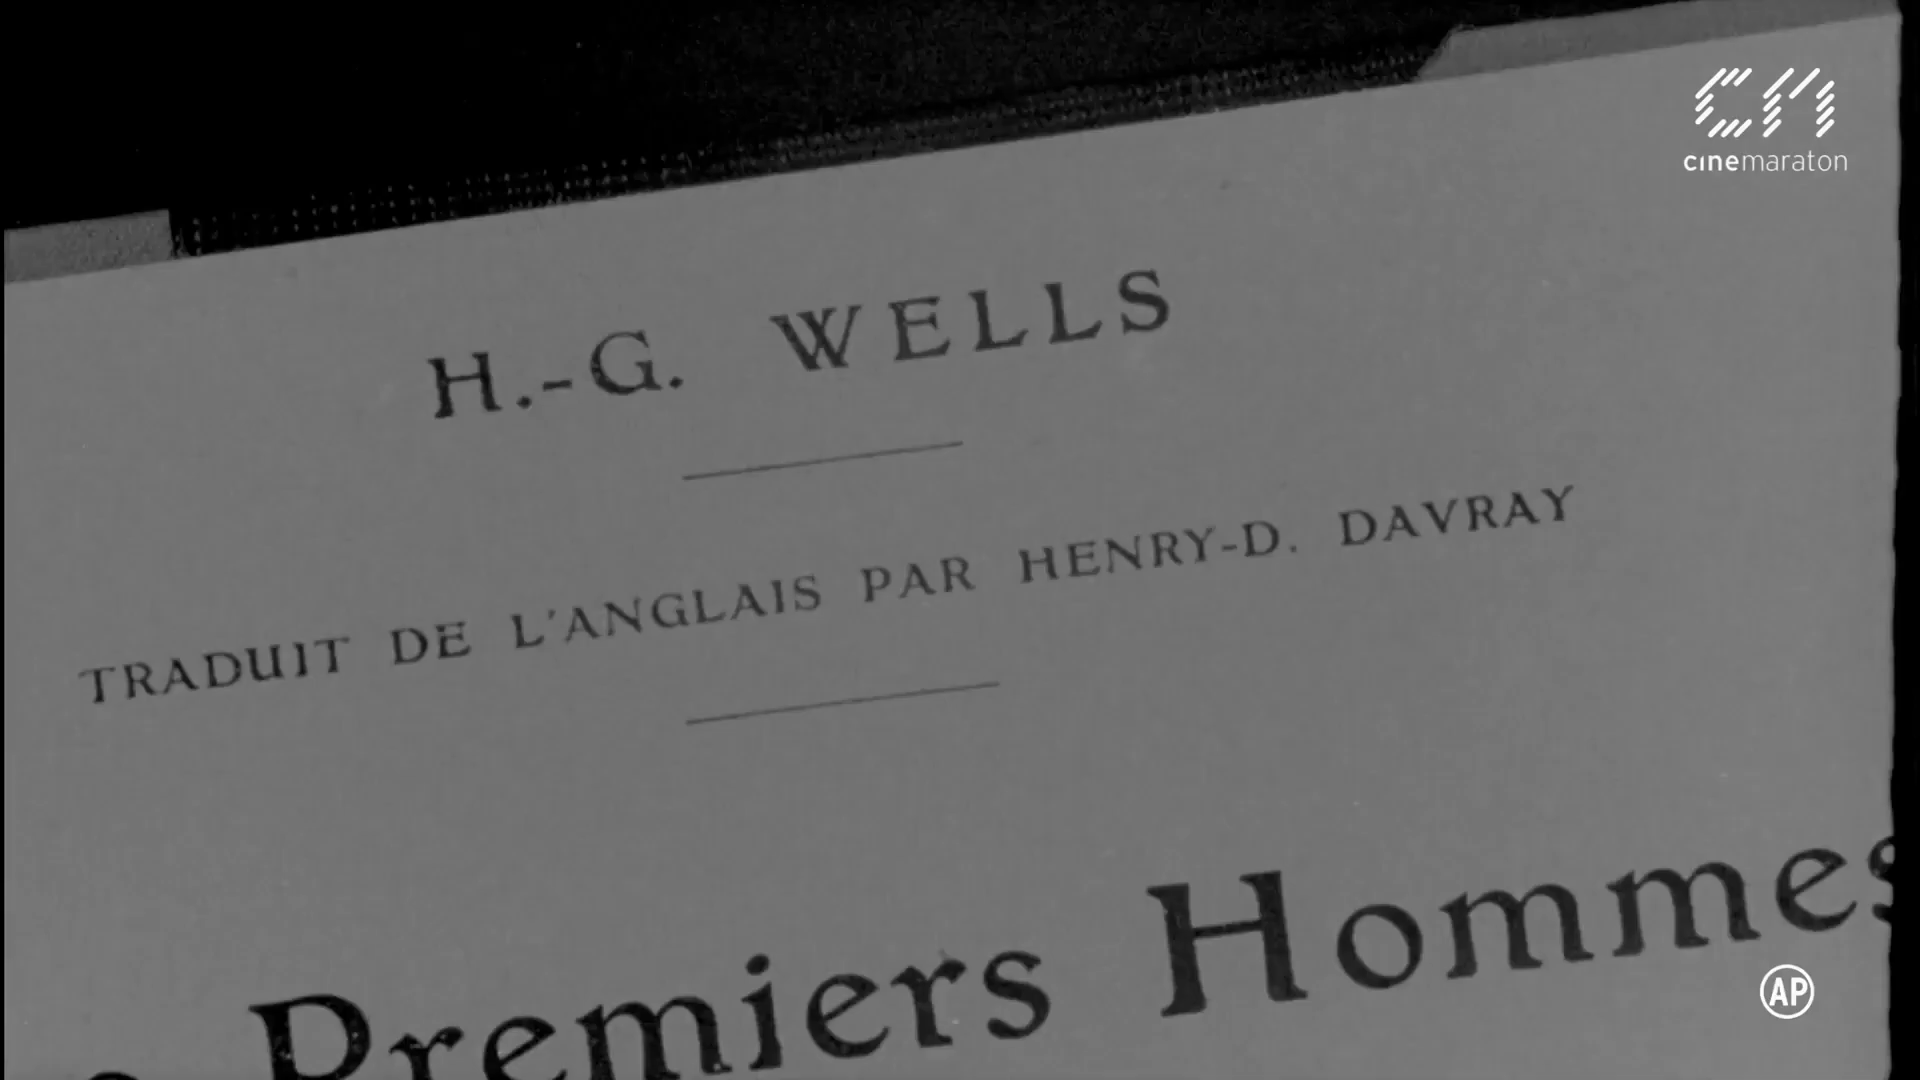 cinemaraton
H.-G. WELLS
TRADUIT DE L'ANGLAIS PAR HENRY-D. DAVRAY
Premiers Hommes
AP